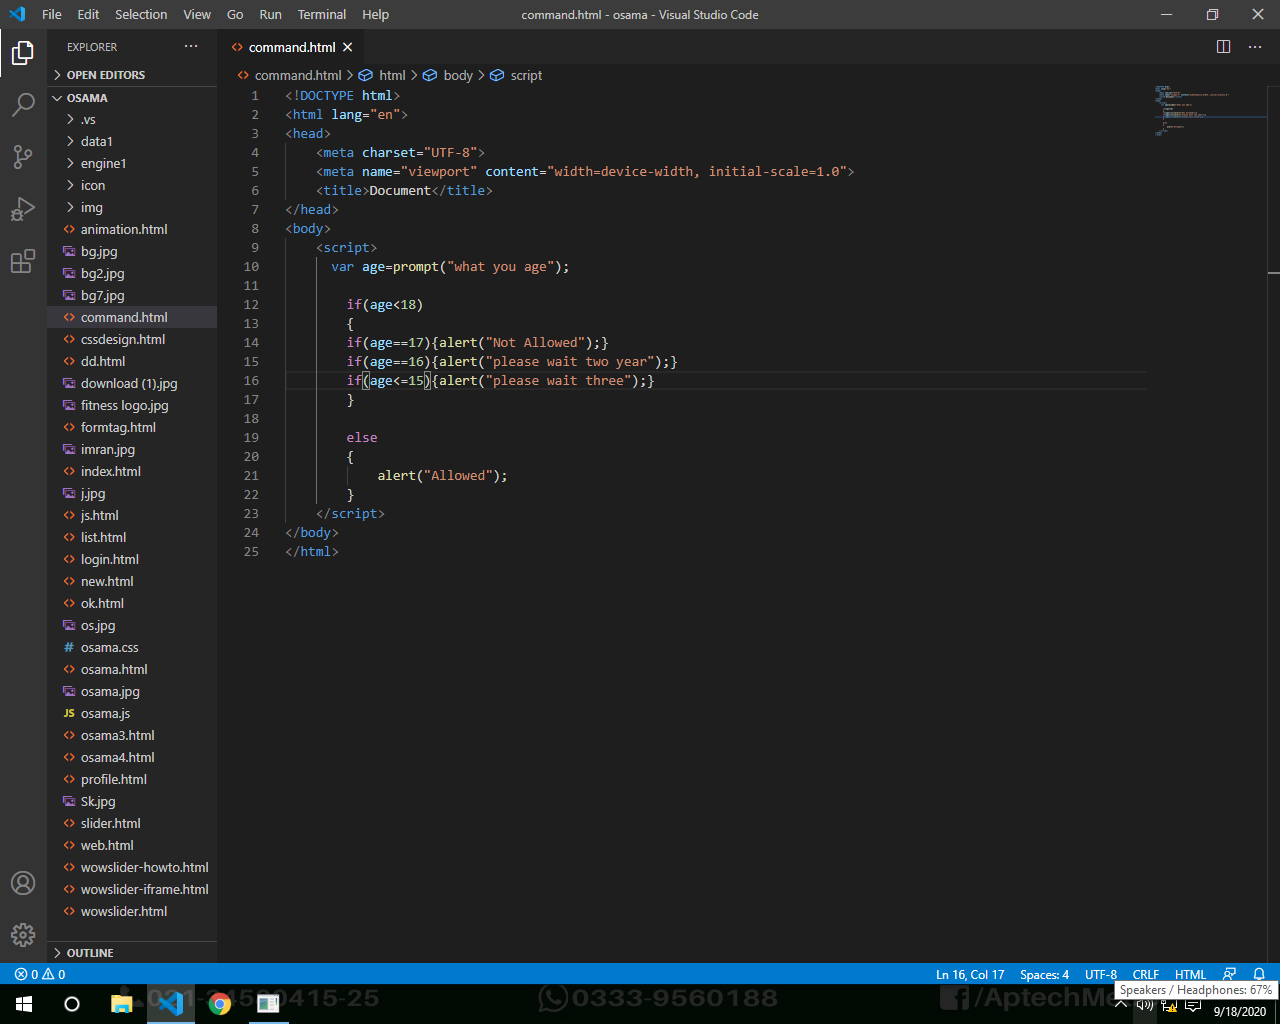 File Edit Selection View Go Run Terminal Help command.html - osama - Visual Studio Code
EXPLORER ···
command.html
OPEN EDITORS
command.html > html > body > script
OSAMA
.vs
data1
engine1
icon
img
animation.html
bg.jpg
bg2.jpg
bg7.jpg
command.html
cssdesign.html
dd.html
download (1).jpg
fitness logo.jpg
formtag.html
imran.jpg
index.html
j.jpg
js.html
list.html
login.html
new.html
ok.html
os.jpg
# osama.css
osama.html
osama.jpg
JS osama.js
osama3.html
osama4.html
profile.html
Sk.jpg
slider.html
web.html
wowslider-howto.html
wowslider-iframe.html
wowslider.html
OUTLINE
1 <!DOCTYPE html>
2 <html lang="en">
3 <head>
4 <meta charset="UTF-8">
5 <meta name="viewport" content="width=device-width, initial-scale=1.0">
6 <title>Document</title>
7 </head>
8 <body>
9 <script>
10 var age=prompt("what you age");
11
12 if(age<18)
13 {
14 if(age==17){alert("Not Allowed");}
15 if(age==16){alert("please wait two year");}
16 if(age<=15){alert("please wait three");}
17 }
18
19 else
20 {
21 alert("Allowed");
22 }
23 </script>
24 </body>
25 </html>
0 0 Ln 16, Col 17 Spaces: 4 UTF-8 CRLF HTML
Speakers / Headphones: 67%
0333-9560188
9/18/2020